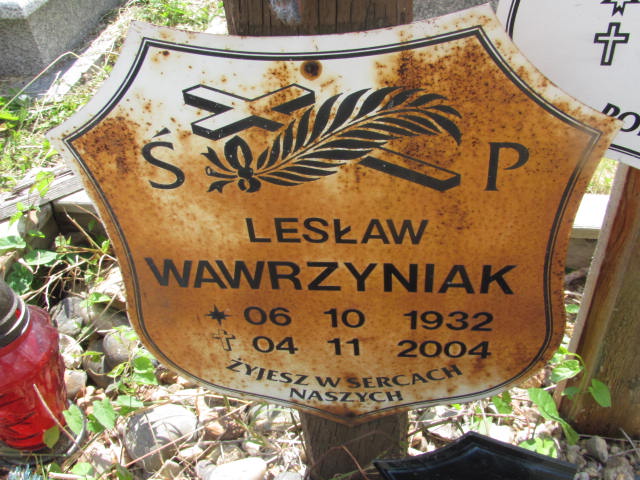 Ś P
LESŁAW
WAWRZYNIAK
06 10 1932
04 11 2004
ŻYJESZ W SERCACH
NASZYCH